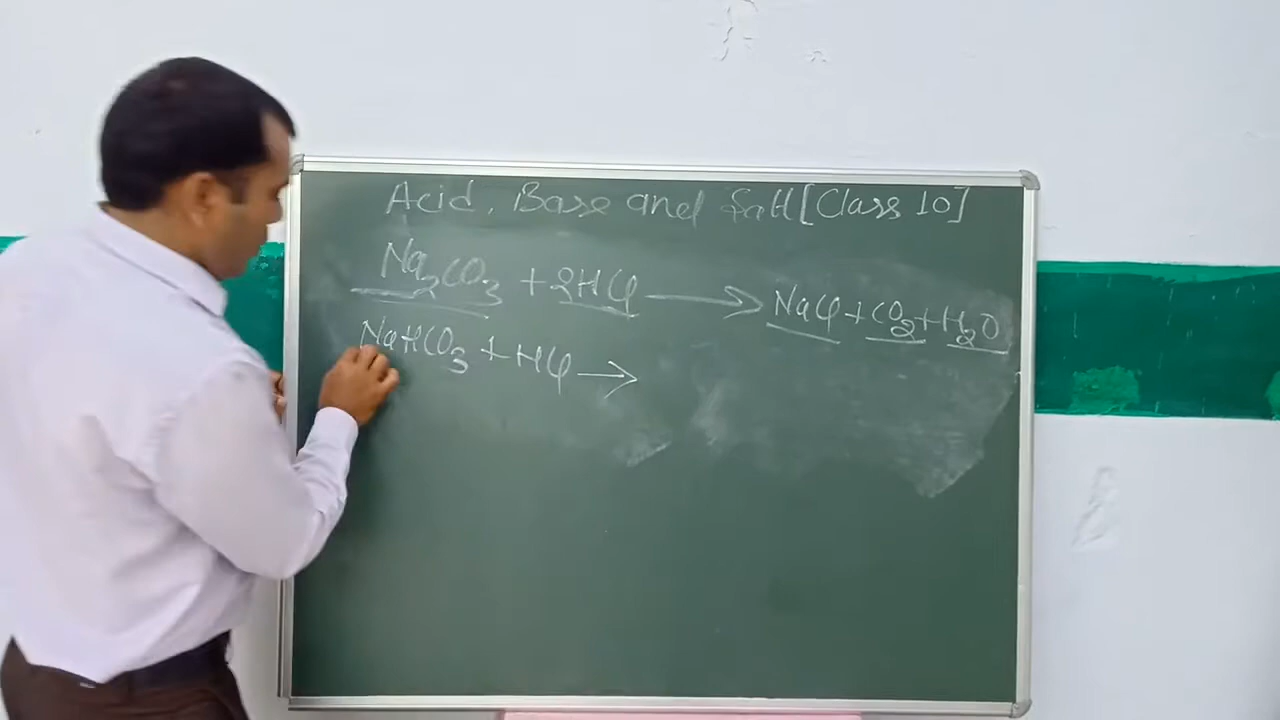 Acid, Base and Salt [Class 10]
Na2CO3 + 2HCl → NaCl + CO2 + H2O
NaHCO3 + HCl →